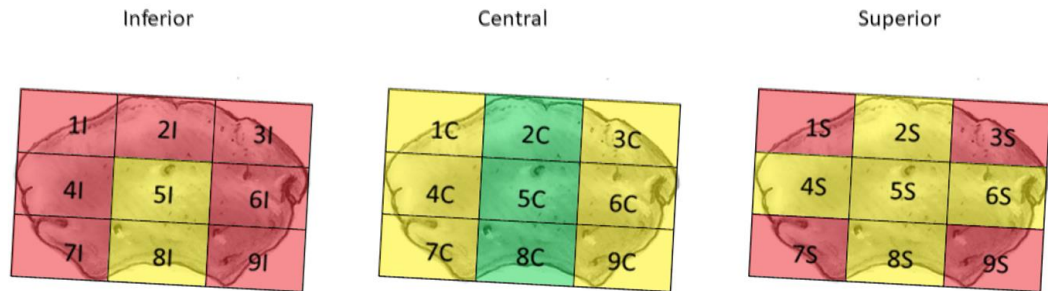 Inferior Central Superior
1I 2I 3I 1C 2C 3C 1S 2S 3S
4I 5I 6I 4C 5C 6C 4S 5S 6S
7I 8I 9I 7C 8C 9C 7S 8S 9S